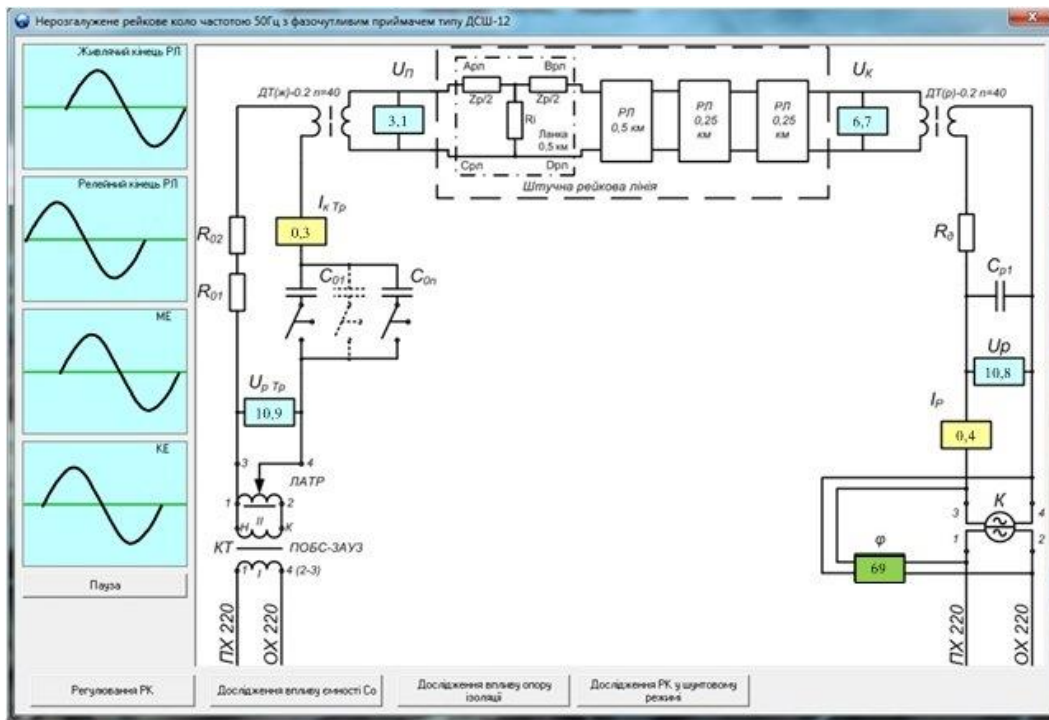 Нерозгалужене рейкове коло частотою 50Гц з фазочутливим приймачем типу ДСШ-12
Живлячий кінець РЛ
Релейний кінець РЛ
МЕ
КЕ
Пауза
ДТ(ж)-0.2 n=40
Uп
3,1
Арл
Врл
Zр/2
Zр/2
Ri
Ланка
0,5 км
Срл
Dрл
РЛ
0,5 км
РЛ
0,25
км
РЛ
0,25
км
Штучна рейкова лінія
Uк
6,7
ДТ(р)-0.2 n=40
R02
R01
Iк Тр
0,3
C01
C0n
Uр Тр
10,9
3
4
ЛАТР
1
2
II
Н
К
КТ
ПОБС-3АУЗ
1
I
4 (2-3)
ПХ 220
ОХ 220
Rд
Cр1
Uр
10,8
Iр
0,4
К
3
4
1
2
φ
69
ПХ 220
ОХ 220
Регулювання РК
Дослідження впливу ємності Со
Дослідження впливу опору
ізоляції
Дослідження РК у шунтовому
режимі